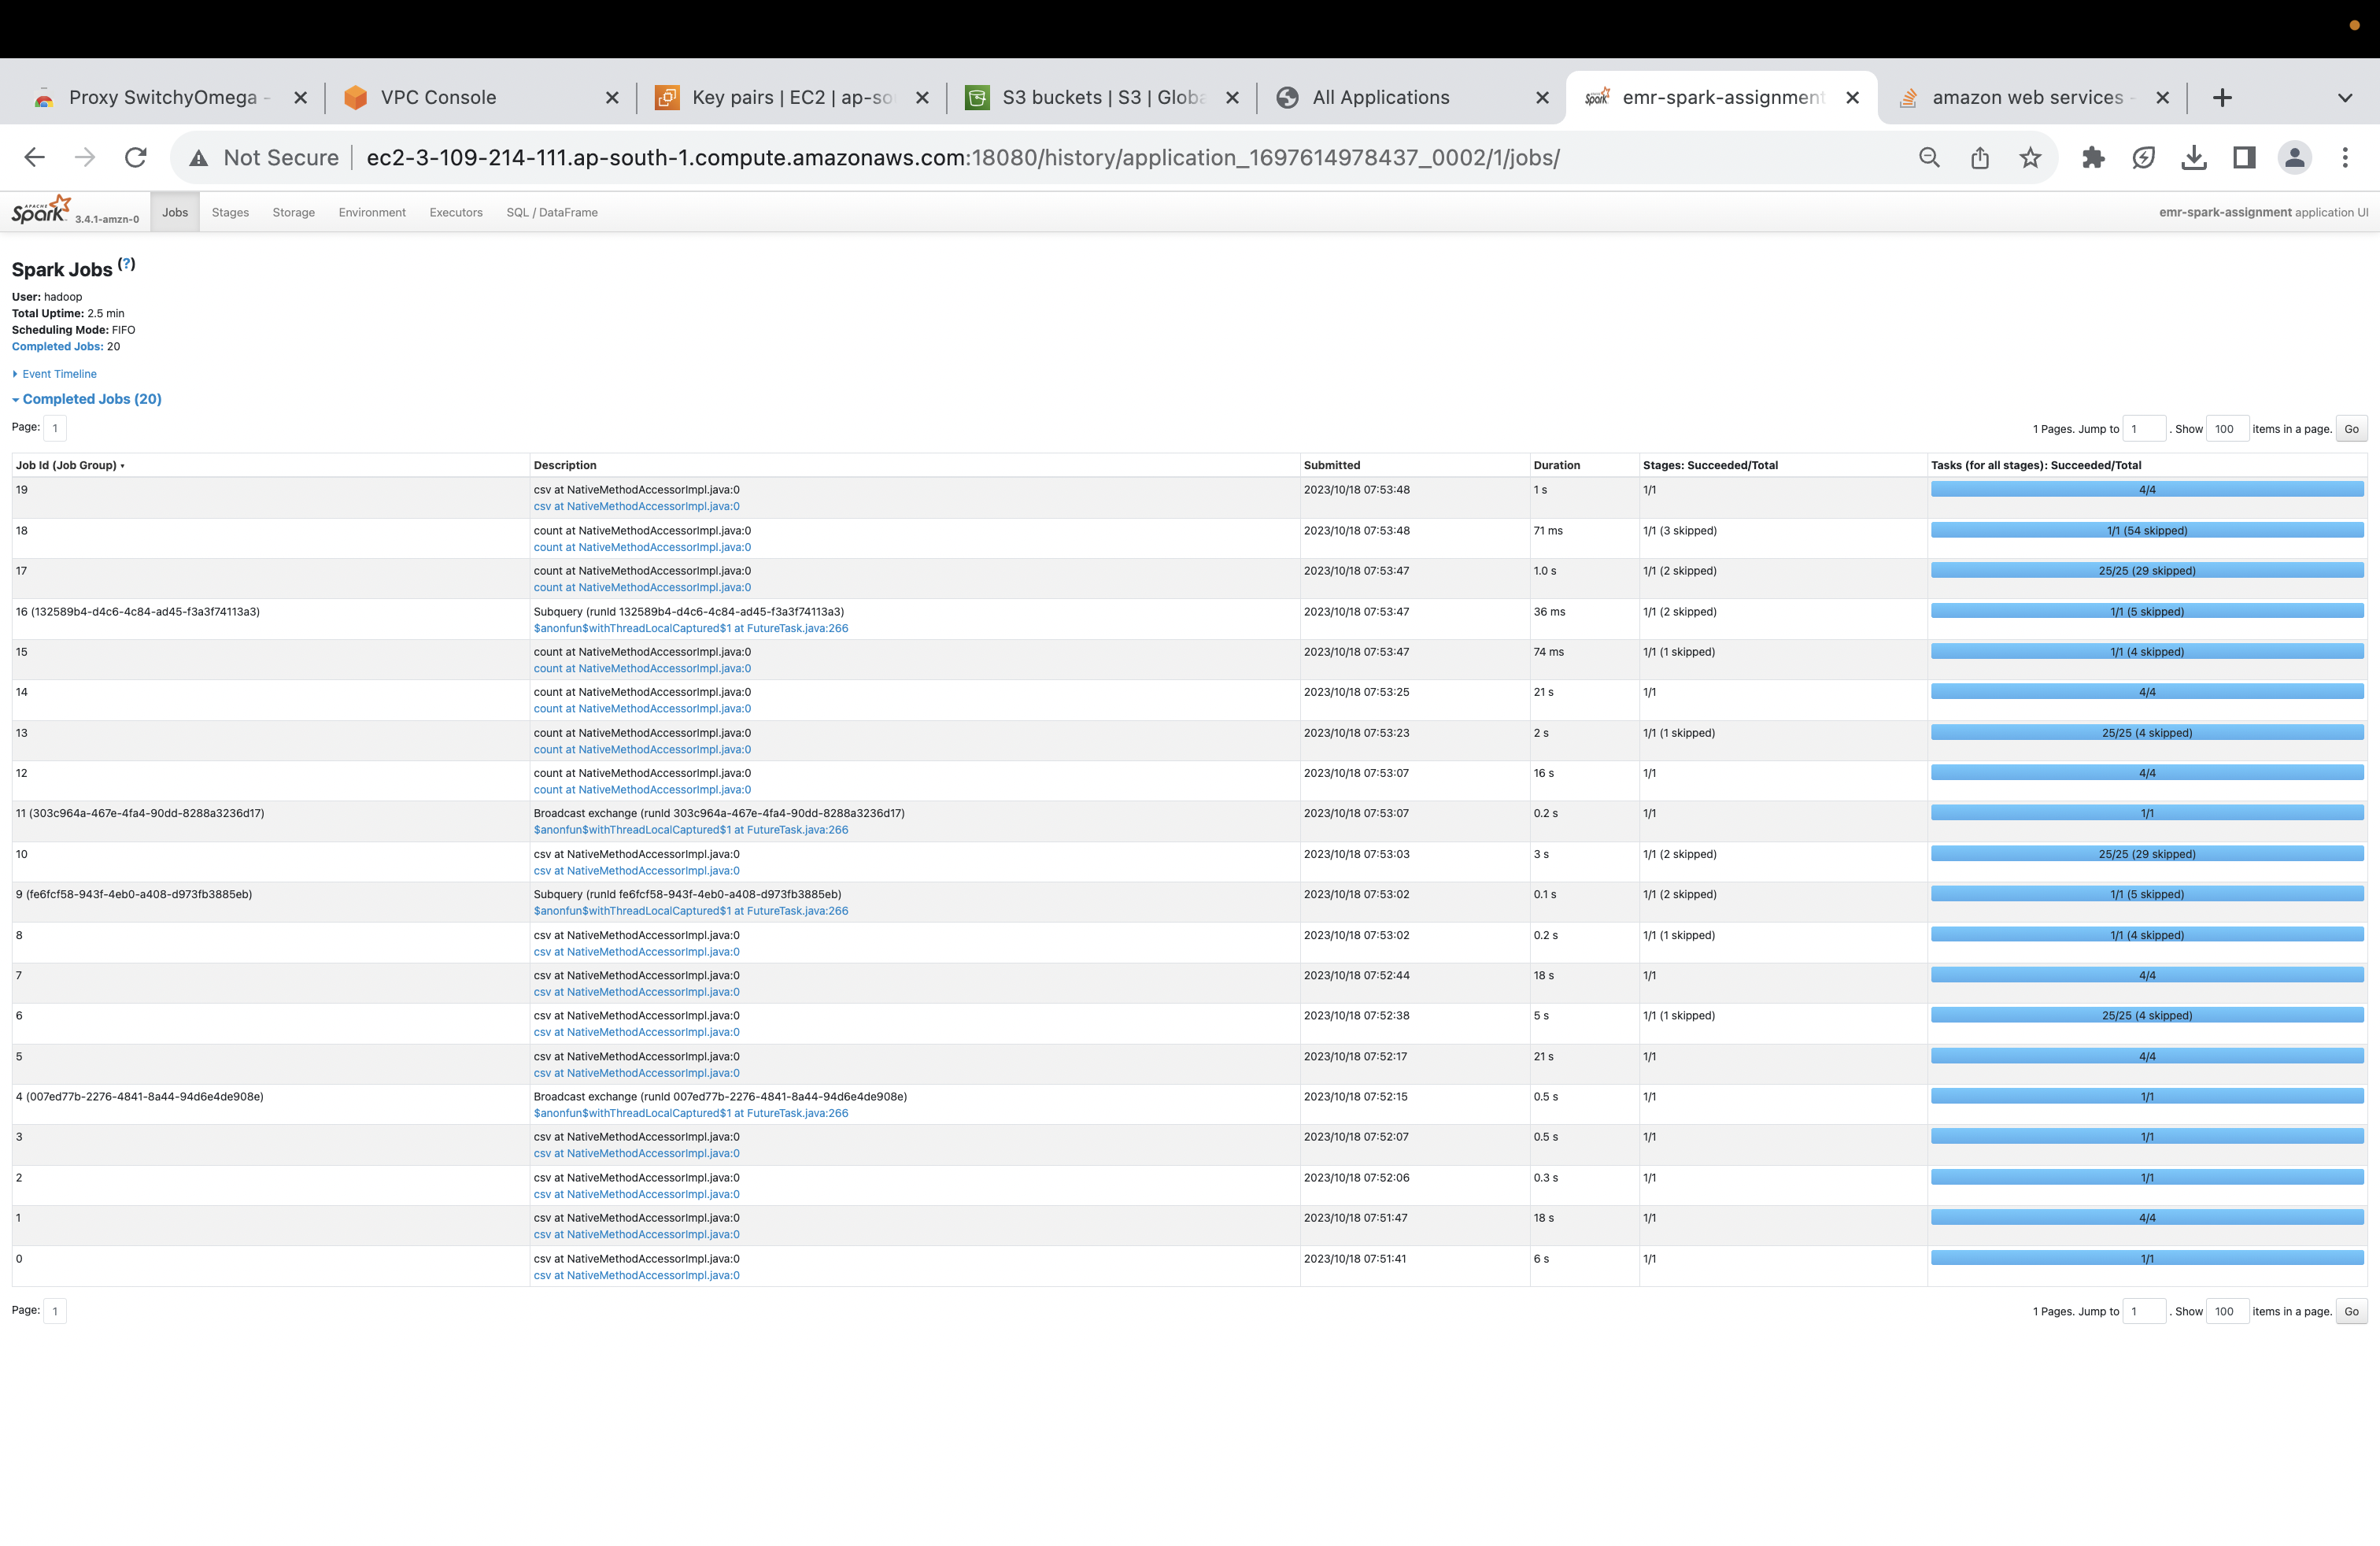 Proxy SwitchyOmega -
VPC Console
Key pairs | EC2 | ap-so
S3 buckets | S3 | Globa
All Applications
Spark emr-spark-assignment
amazon web services -
Not Secure ec2-3-109-214-111.ap-south-1.compute.amazonaws.com:18080/history/application_1697614978437_0002/1/jobs/
APACHE Spark 3.4.1-amzn-0 Jobs Stages Storage Environment Executors SQL / DataFrame emr-spark-assignment application UI
Spark Jobs (?)
User: hadoop
Total Uptime: 2.5 min
Scheduling Mode: FIFO
Completed Jobs: 20
Event Timeline
Completed Jobs (20)
Page: 1 1 Pages. Jump to 1 . Show 100 items in a page. Go
Job Id (Job Group) ▾ Description Submitted Duration Stages: Succeeded/Total Tasks (for all stages): Succeeded/Total
19 csv at NativeMethodAccessorImpl.java:0 2023/10/18 07:53:48 1 s 1/1 4/4
csv at NativeMethodAccessorImpl.java:0
18 count at NativeMethodAccessorImpl.java:0 2023/10/18 07:53:48 71 ms 1/1 (3 skipped) 1/1 (54 skipped)
count at NativeMethodAccessorImpl.java:0
17 count at NativeMethodAccessorImpl.java:0 2023/10/18 07:53:47 1.0 s 1/1 (2 skipped) 25/25 (29 skipped)
count at NativeMethodAccessorImpl.java:0
16 (132589b4-d4c6-4c84-ad45-f3a3f74113a3) Subquery (runId 132589b4-d4c6-4c84-ad45-f3a3f74113a3) 2023/10/18 07:53:47 36 ms 1/1 (2 skipped) 1/1 (5 skipped)
$anonfun$withThreadLocalCaptured$1 at FutureTask.java:266
15 count at NativeMethodAccessorImpl.java:0 2023/10/18 07:53:47 74 ms 1/1 (1 skipped) 1/1 (4 skipped)
count at NativeMethodAccessorImpl.java:0
14 count at NativeMethodAccessorImpl.java:0 2023/10/18 07:53:25 21 s 1/1 4/4
count at NativeMethodAccessorImpl.java:0
13 count at NativeMethodAccessorImpl.java:0 2023/10/18 07:53:23 2 s 1/1 (1 skipped) 25/25 (4 skipped)
count at NativeMethodAccessorImpl.java:0
12 count at NativeMethodAccessorImpl.java:0 2023/10/18 07:53:07 16 s 1/1 4/4
count at NativeMethodAccessorImpl.java:0
11 (303c964a-467e-4fa4-90dd-8288a3236d17) Broadcast exchange (runId 303c964a-467e-4fa4-90dd-8288a3236d17) 2023/10/18 07:53:07 0.2 s 1/1 1/1
$anonfun$withThreadLocalCaptured$1 at FutureTask.java:266
10 csv at NativeMethodAccessorImpl.java:0 2023/10/18 07:53:03 3 s 1/1 (2 skipped) 25/25 (29 skipped)
csv at NativeMethodAccessorImpl.java:0
9 (fe6fcf58-943f-4eb0-a408-d973fb3885eb) Subquery (runId fe6fcf58-943f-4eb0-a408-d973fb3885eb) 2023/10/18 07:53:02 0.1 s 1/1 (2 skipped) 1/1 (5 skipped)
$anonfun$withThreadLocalCaptured$1 at FutureTask.java:266
8 csv at NativeMethodAccessorImpl.java:0 2023/10/18 07:53:02 0.2 s 1/1 (1 skipped) 1/1 (4 skipped)
csv at NativeMethodAccessorImpl.java:0
7 csv at NativeMethodAccessorImpl.java:0 2023/10/18 07:52:44 18 s 1/1 4/4
csv at NativeMethodAccessorImpl.java:0
6 csv at NativeMethodAccessorImpl.java:0 2023/10/18 07:52:38 5 s 1/1 (1 skipped) 25/25 (4 skipped)
csv at NativeMethodAccessorImpl.java:0
5 csv at NativeMethodAccessorImpl.java:0 2023/10/18 07:52:17 21 s 1/1 4/4
csv at NativeMethodAccessorImpl.java:0
4 (007ed77b-2276-4841-8a44-94d6e4de908e) Broadcast exchange (runId 007ed77b-2276-4841-8a44-94d6e4de908e) 2023/10/18 07:52:15 0.5 s 1/1 1/1
$anonfun$withThreadLocalCaptured$1 at FutureTask.java:266
3 csv at NativeMethodAccessorImpl.java:0 2023/10/18 07:52:07 0.5 s 1/1 1/1
csv at NativeMethodAccessorImpl.java:0
2 csv at NativeMethodAccessorImpl.java:0 2023/10/18 07:52:06 0.3 s 1/1 1/1
csv at NativeMethodAccessorImpl.java:0
1 csv at NativeMethodAccessorImpl.java:0 2023/10/18 07:51:47 18 s 1/1 4/4
csv at NativeMethodAccessorImpl.java:0
0 csv at NativeMethodAccessorImpl.java:0 2023/10/18 07:51:41 6 s 1/1 1/1
csv at NativeMethodAccessorImpl.java:0
Page: 1 1 Pages. Jump to 1 . Show 100 items in a page. Go